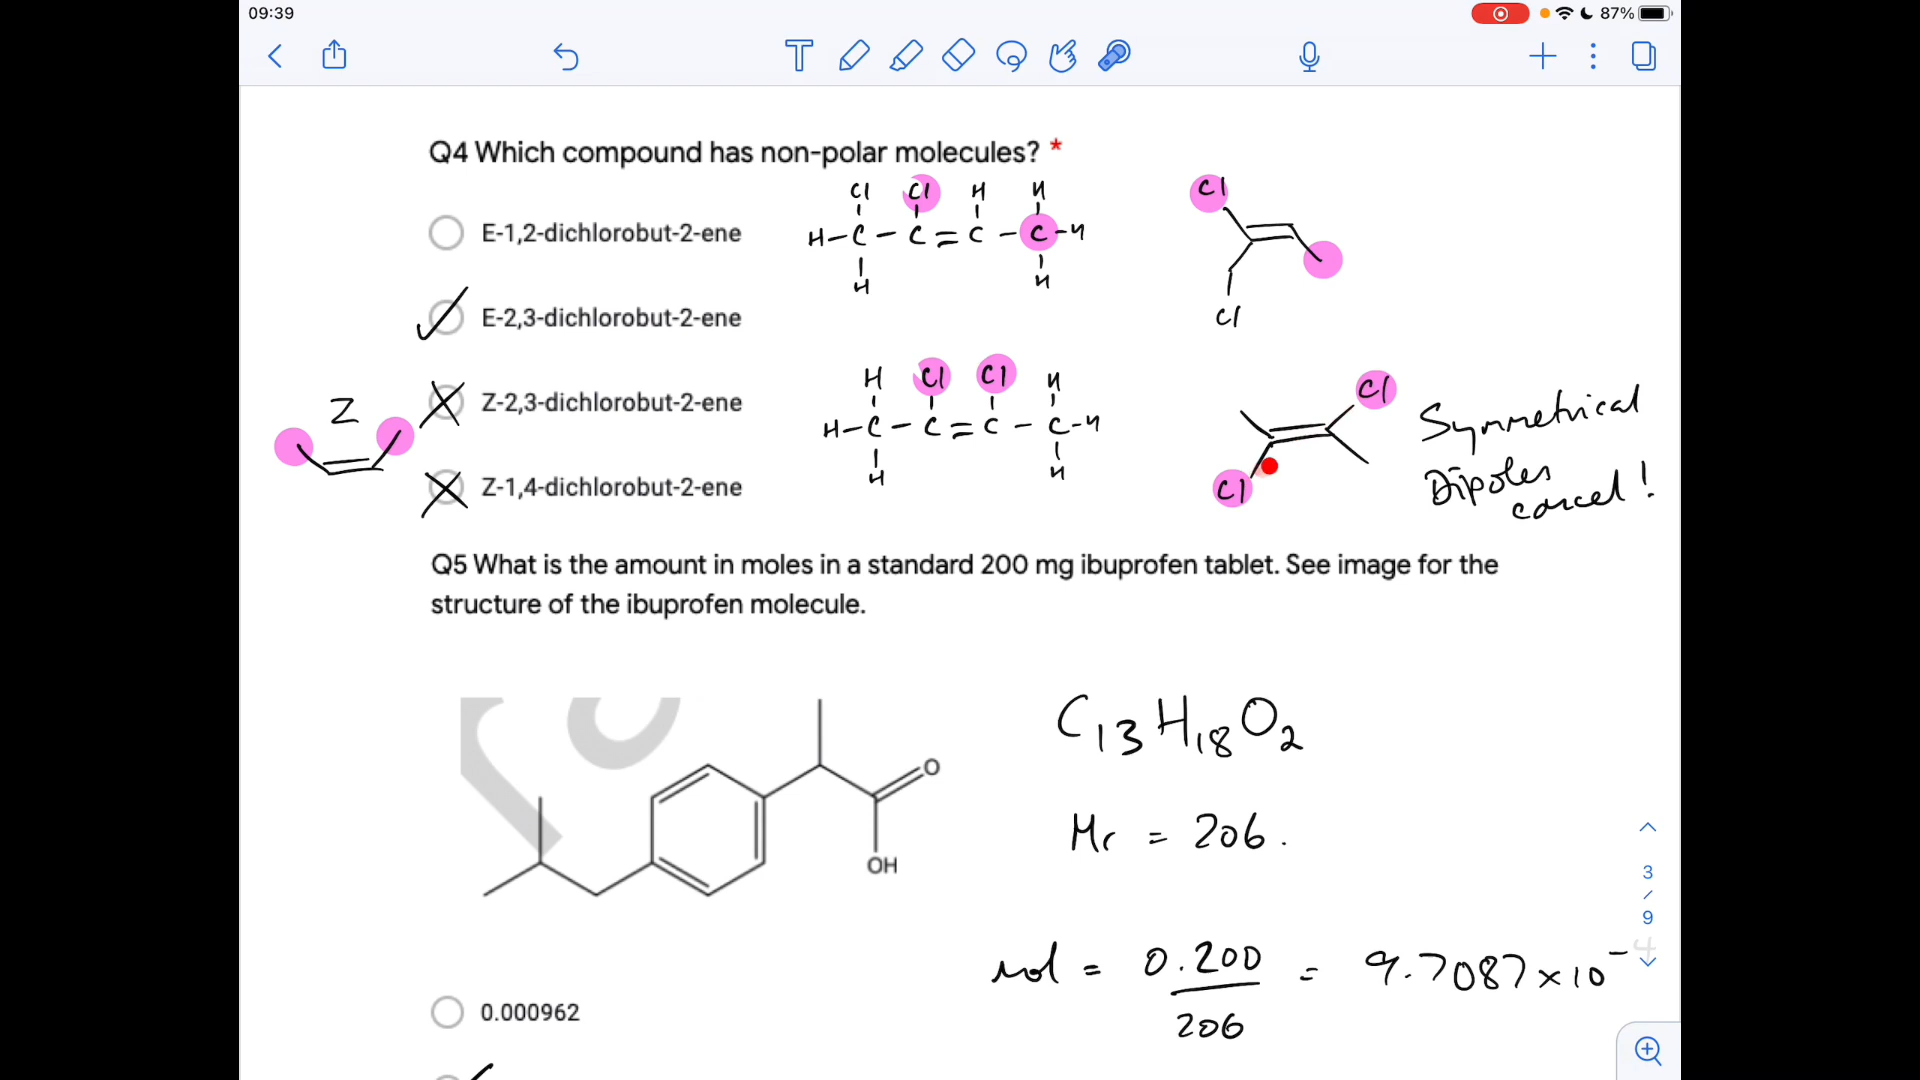 09:39
87%
Q4 Which compound has non-polar molecules? *
E-1,2-dichlorobut-2-ene
Cl Cl H H
H-C-C=C-C-H
H H
Cl
Cl
E-2,3-dichlorobut-2-ene
Z
Z-2,3-dichlorobut-2-ene
H Cl Cl H
H-C-C=C-C-H
H H
Cl
Cl
Symmetrical
Dipoles
cancel!
Z-1,4-dichlorobut-2-ene
Q5 What is the amount in moles in a standard 200 mg ibuprofen tablet. See image for the
structure of the ibuprofen molecule.
O
OH
C13H18O2
Mr = 206.
mol = 0.200/206 = 9.7087×10-4
0.000962
3
/
9